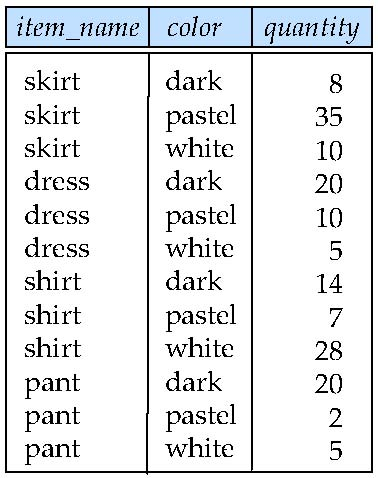 item_name color quantity
skirt dark 8
skirt pastel 35
skirt white 10
dress dark 20
dress pastel 10
dress white 5
shirt dark 14
shirt pastel 7
shirt white 28
pant dark 20
pant pastel 2
pant white 5